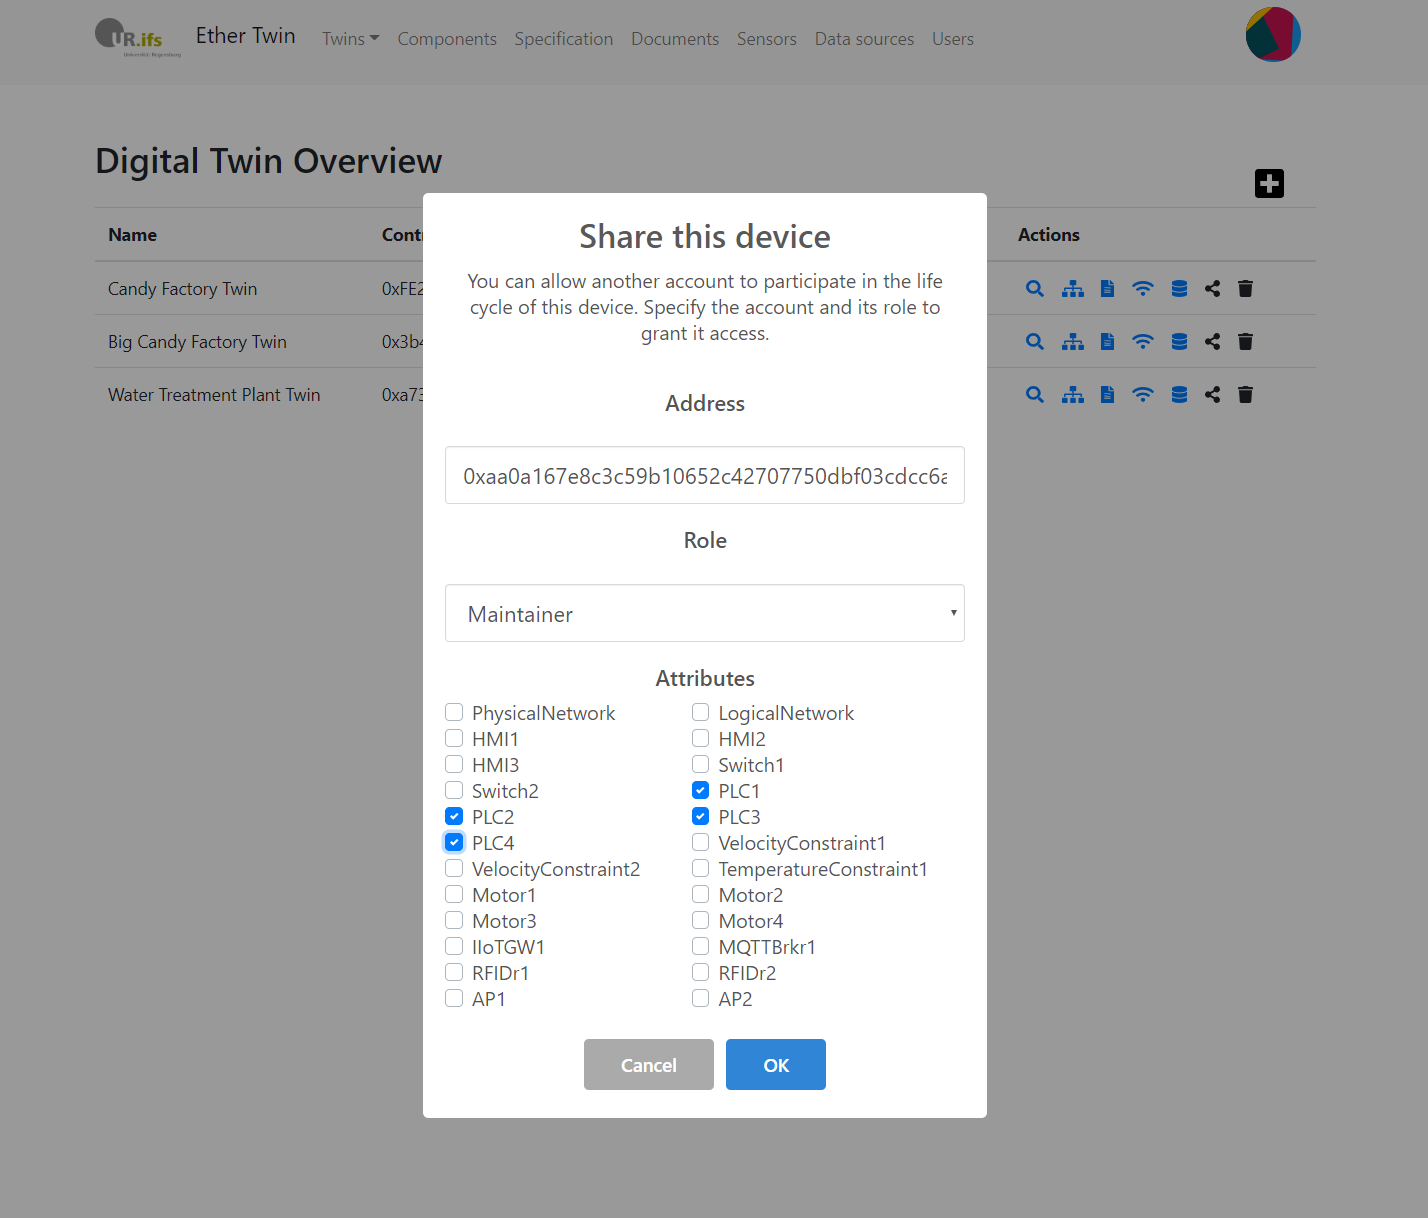 UR.ifs
Universität Regensburg
Ether Twin Twins Components Specification Documents Sensors Data sources Users
Digital Twin Overview
Name Actions
Candy Factory Twin 0xFE2
Big Candy Factory Twin
Water Treatment Plant Twin 0xa73
Share this device
You can allow another account to participate in the life
cycle of this device. Specify the account and its role to
grant it access.
Address
0xaa0a167e8c3c59b10652c42707750dbf03cdcc6a
Role
Maintainer
Attributes
PhysicalNetwork LogicalNetwork
HMI1 HMI2
HMI3 Switch1
Switch2 PLC1
PLC2 PLC3
PLC4 VelocityConstraint1
VelocityConstraint2 TemperatureConstraint1
Motor1 Motor2
Motor3 Motor4
IIoTGW1 MQTTBrkr1
RFIDr1 RFIDr2
AP1 AP2
Cancel OK